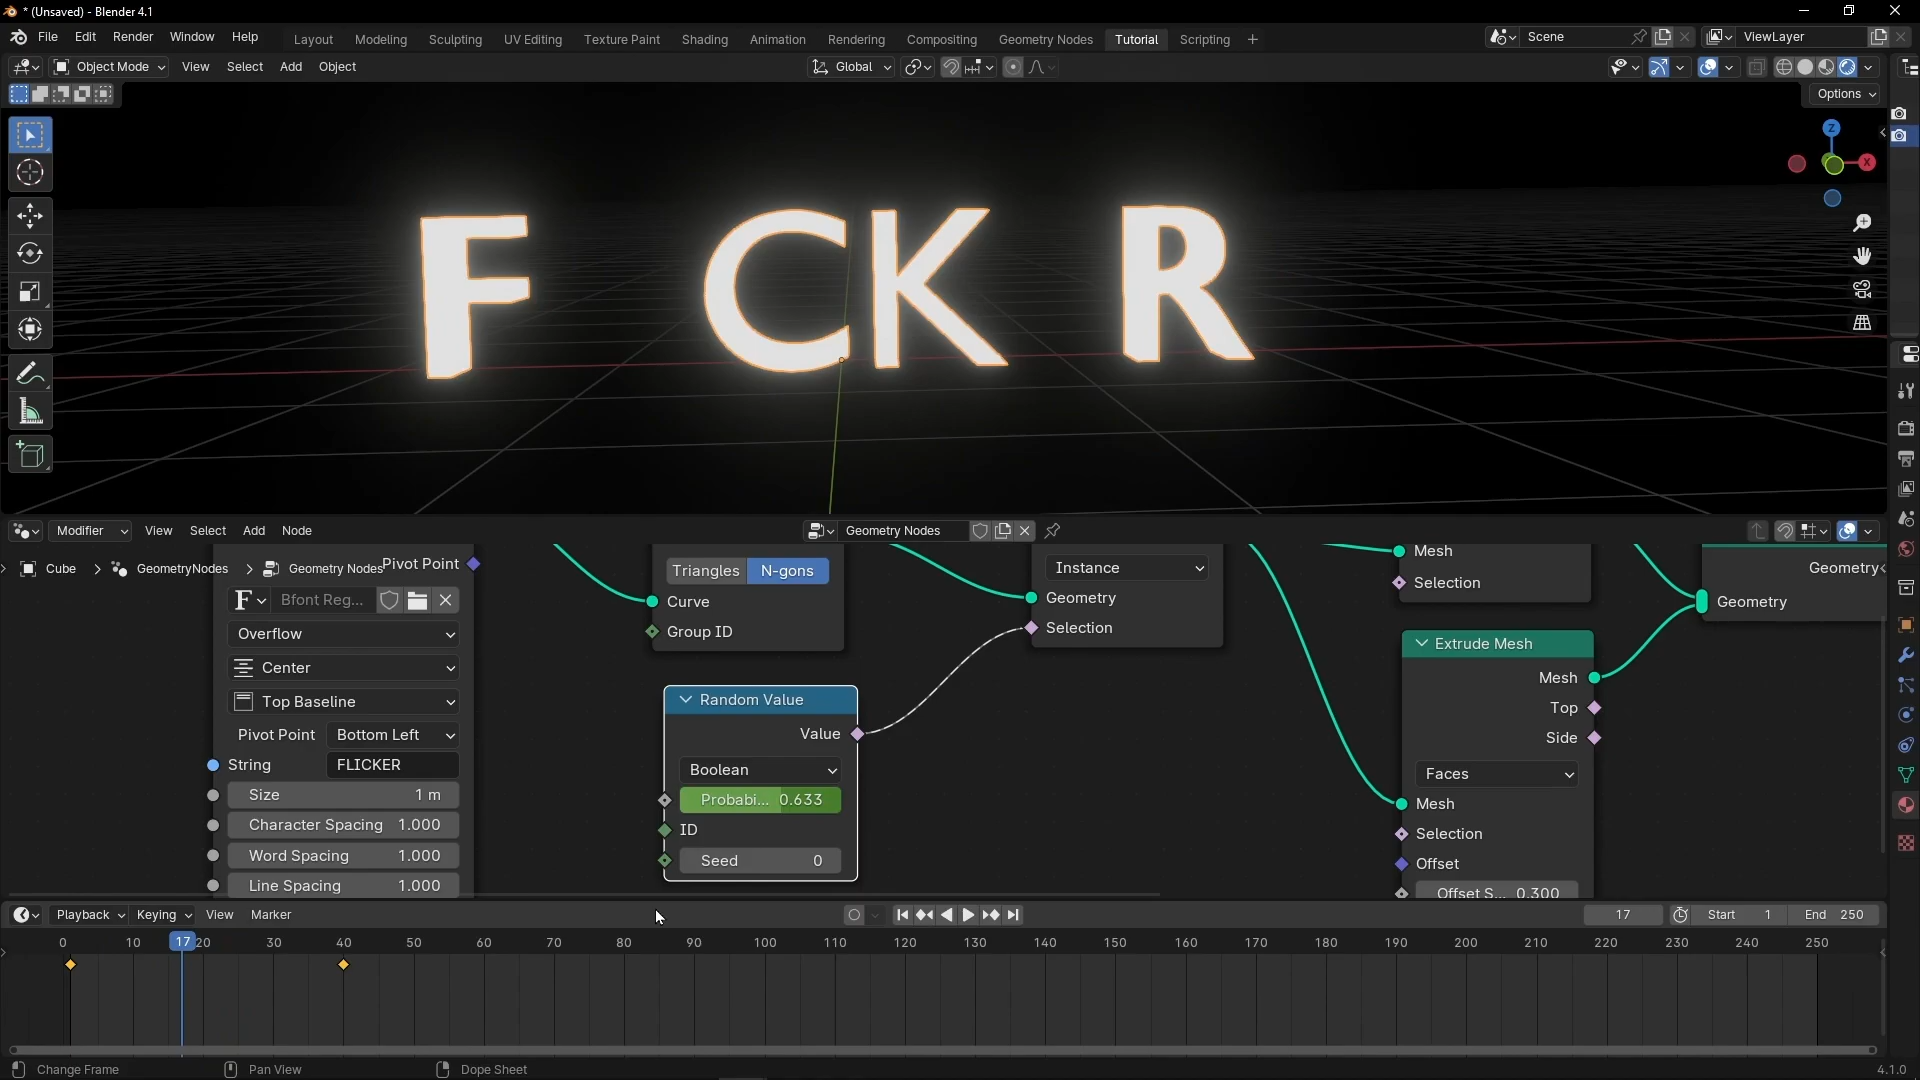 * (Unsaved) - Blender 4.1
File Edit Render Window Help Layout Modeling Sculpting UV Editing Texture Paint Shading Animation Rendering Compositing Geometry Nodes Tutorial Scripting + Scene ViewLayer
Object Mode View Select Add Object Global
Options
Z
X
F CK R
Modifier View Select Add Node Geometry Nodes
Cube > GeometryNodes > Geometry Nodes Pivot Point
Triangles N-gons
Curve
Group ID
Instance
Geometry
Selection
Mesh
Selection
Geometry
Geometry
F Bfont Reg...
Overflow
Center
Top Baseline
Pivot Point Bottom Left
String FLICKER
Size 1 m
Character Spacing 1.000
Word Spacing 1.000
Line Spacing 1.000
Random Value
Value
Boolean
Probabi... 0.633
ID
Seed 0
Extrude Mesh
Mesh
Top
Side
Faces
Mesh
Selection
Offset
Offset S... 0.300
Playback Keying View Marker 17 Start 1 End 250
0 10 17 20 30 40 50 60 70 80 90 100 110 120 130 140 150 160 170 180 190 200 210 220 230 240 250
Change Frame Pan View Dope Sheet 4.1.0